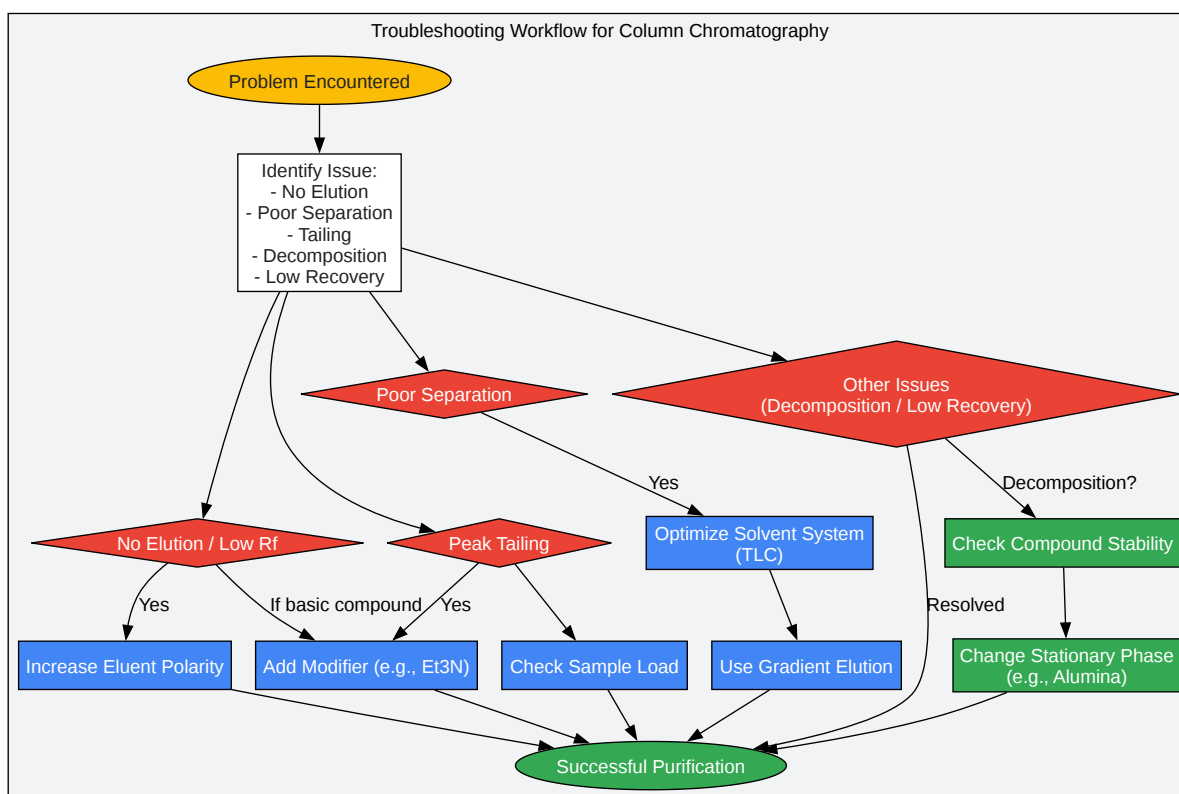 Troubleshooting Workflow for Column Chromatography
Problem Encountered
Identify Issue:
- No Elution
- Poor Separation
- Tailing
- Decomposition
- Low Recovery
Poor Separation
Other Issues
(Decomposition / Low Recovery)
Yes
Decomposition?
No Elution / Low Rf
Peak Tailing
Optimize Solvent System
(TLC)
Check Compound Stability
Yes
If basic compound
Yes
Resolved
Increase Eluent Polarity
Add Modifier (e.g., Et3N)
Check Sample Load
Use Gradient Elution
Change Stationary Phase
(e.g., Alumina)
Successful Purification